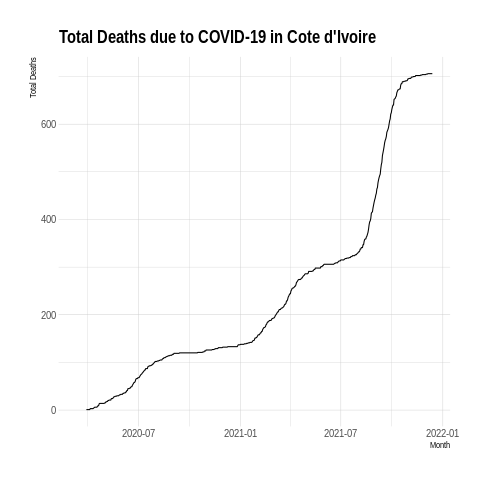 Total Deaths due to COVID-19 in Cote d'Ivoire
Total Deaths
600
400
200
0
2020-07
2021-01
2021-07
2022-01
Month